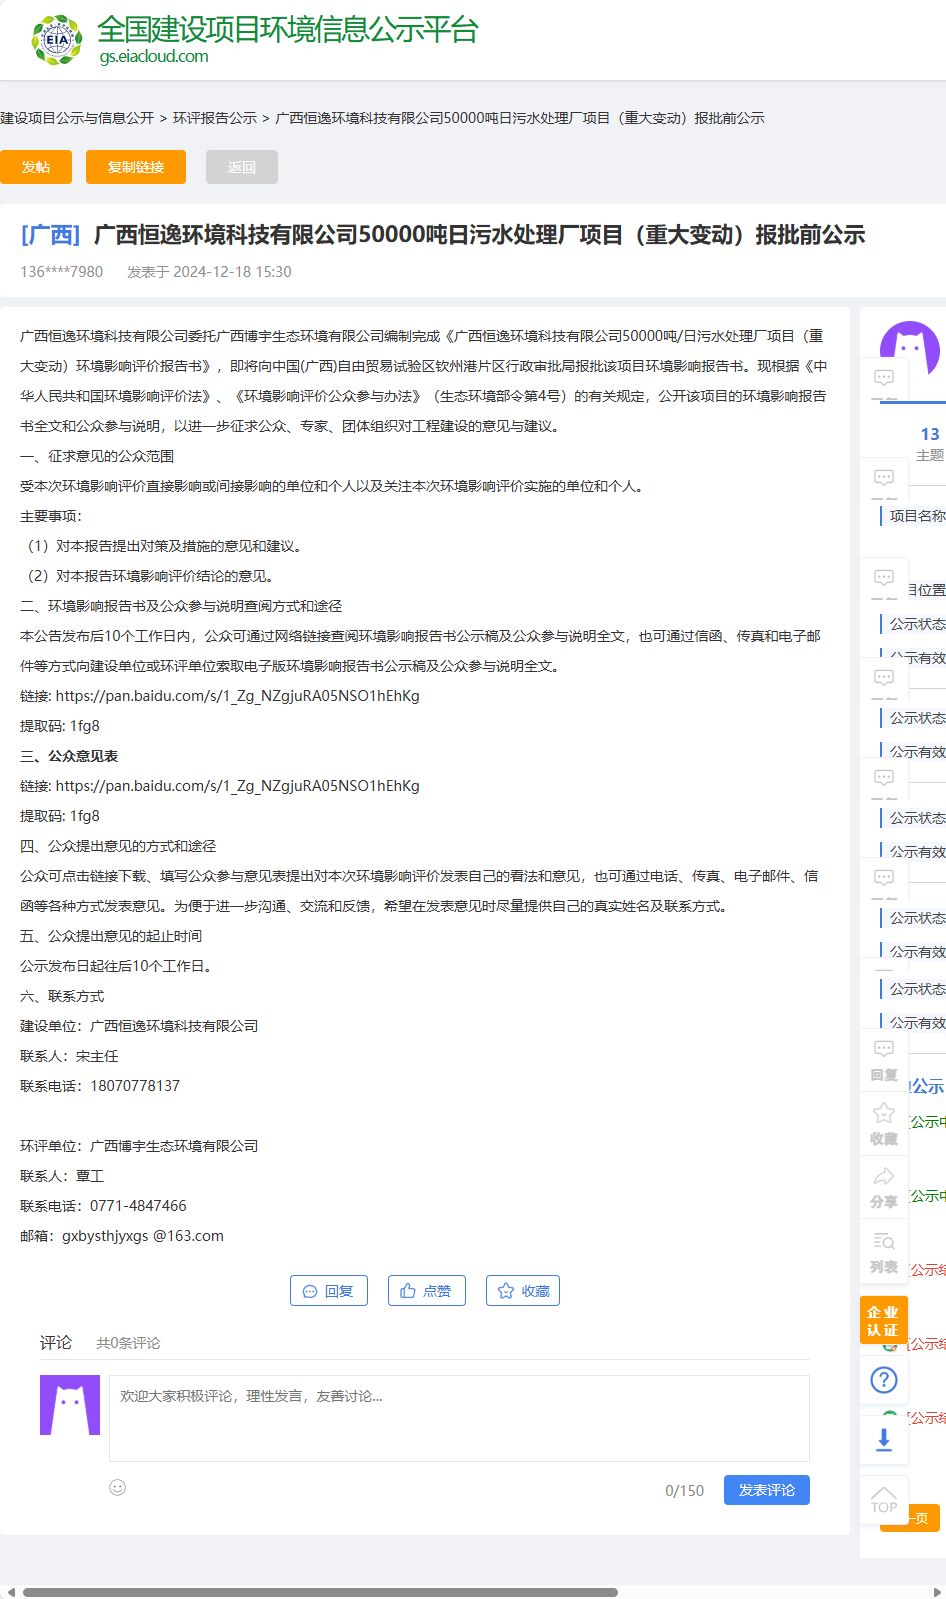 全国建设项目环境信息公示平台
gs.eiacloud.com
建设项目公示与信息公开 > 环评报告公示 > 广西恒逸环境科技有限公司50000吨日污水处理厂项目（重大变动）报批前公示
发帖 复制链接 返回
[广西] 广西恒逸环境科技有限公司50000吨日污水处理厂项目（重大变动）报批前公示
136****7980 发表于 2024-12-18 15:30
广西恒逸环境科技有限公司委托广西博宇生态环境有限公司编制完成《广西恒逸环境科技有限公司50000吨/日污水处理厂项目（重
大变动）环境影响评价报告书》，即将向中国(广西)自由贸易试验区钦州港片区行政审批局报批该项目环境影响报告书。现根据《中
华人民共和国环境影响评价法》、《环境影响评价公众参与办法》（生态环境部令第4号）的有关规定，公开该项目的环境影响报告
书全文和公众参与说明，以进一步征求公众、专家、团体组织对工程建设的意见与建议。
一、征求意见的公众范围
受本次环境影响评价直接影响或间接影响的单位和个人以及关注本次环境影响评价实施的单位和个人。
主要事项：
（1）对本报告提出对策及措施的意见和建议。
（2）对本报告环境影响评价结论的意见。
二、环境影响报告书及公众参与说明查阅方式和途径
本公告发布后10个工作日内，公众可通过网络链接查阅环境影响报告书公示稿及公众参与说明全文，也可通过信函、传真和电子邮
件等方式向建设单位或环评单位索取电子版环境影响报告书公示稿及公众参与说明全文。
链接: https://pan.baidu.com/s/1_Zg_NZgjuRA05NSO1hEhKg
提取码: 1fg8
三、公众意见表
链接: https://pan.baidu.com/s/1_Zg_NZgjuRA05NSO1hEhKg
提取码: 1fg8
四、公众提出意见的方式和途径
公众可点击链接下载、填写公众参与意见表提出对本次环境影响评价发表自己的看法和意见，也可通过电话、传真、电子邮件、信
函等各种方式发表意见。为便于进一步沟通、交流和反馈，希望在发表意见时尽量提供自己的真实姓名及联系方式。
五、公众提出意见的起止时间
公示发布日起往后10个工作日。
六、联系方式
建设单位：广西恒逸环境科技有限公司
联系人：宋主任
联系电话：18070778137
环评单位：广西博宇生态环境有限公司
联系人：覃工
联系电话：0771-4847466
邮箱：gxbysthjyxgs @163.com
回复 点赞 收藏
评论 共0条评论
欢迎大家积极评论，理性发言，友善讨论...
0/150 发表评论
13
主题
项目名称
目位置
公示状态
公示有效
公示状态
公示有效
公示状态
公示有效
公示状态
公示有效
公示状态
公示有效
回复
公示
[公示中
收藏
[公示中
分享
列表
[公示结
企业
认证
[公示结
[公示结
TOP
一页